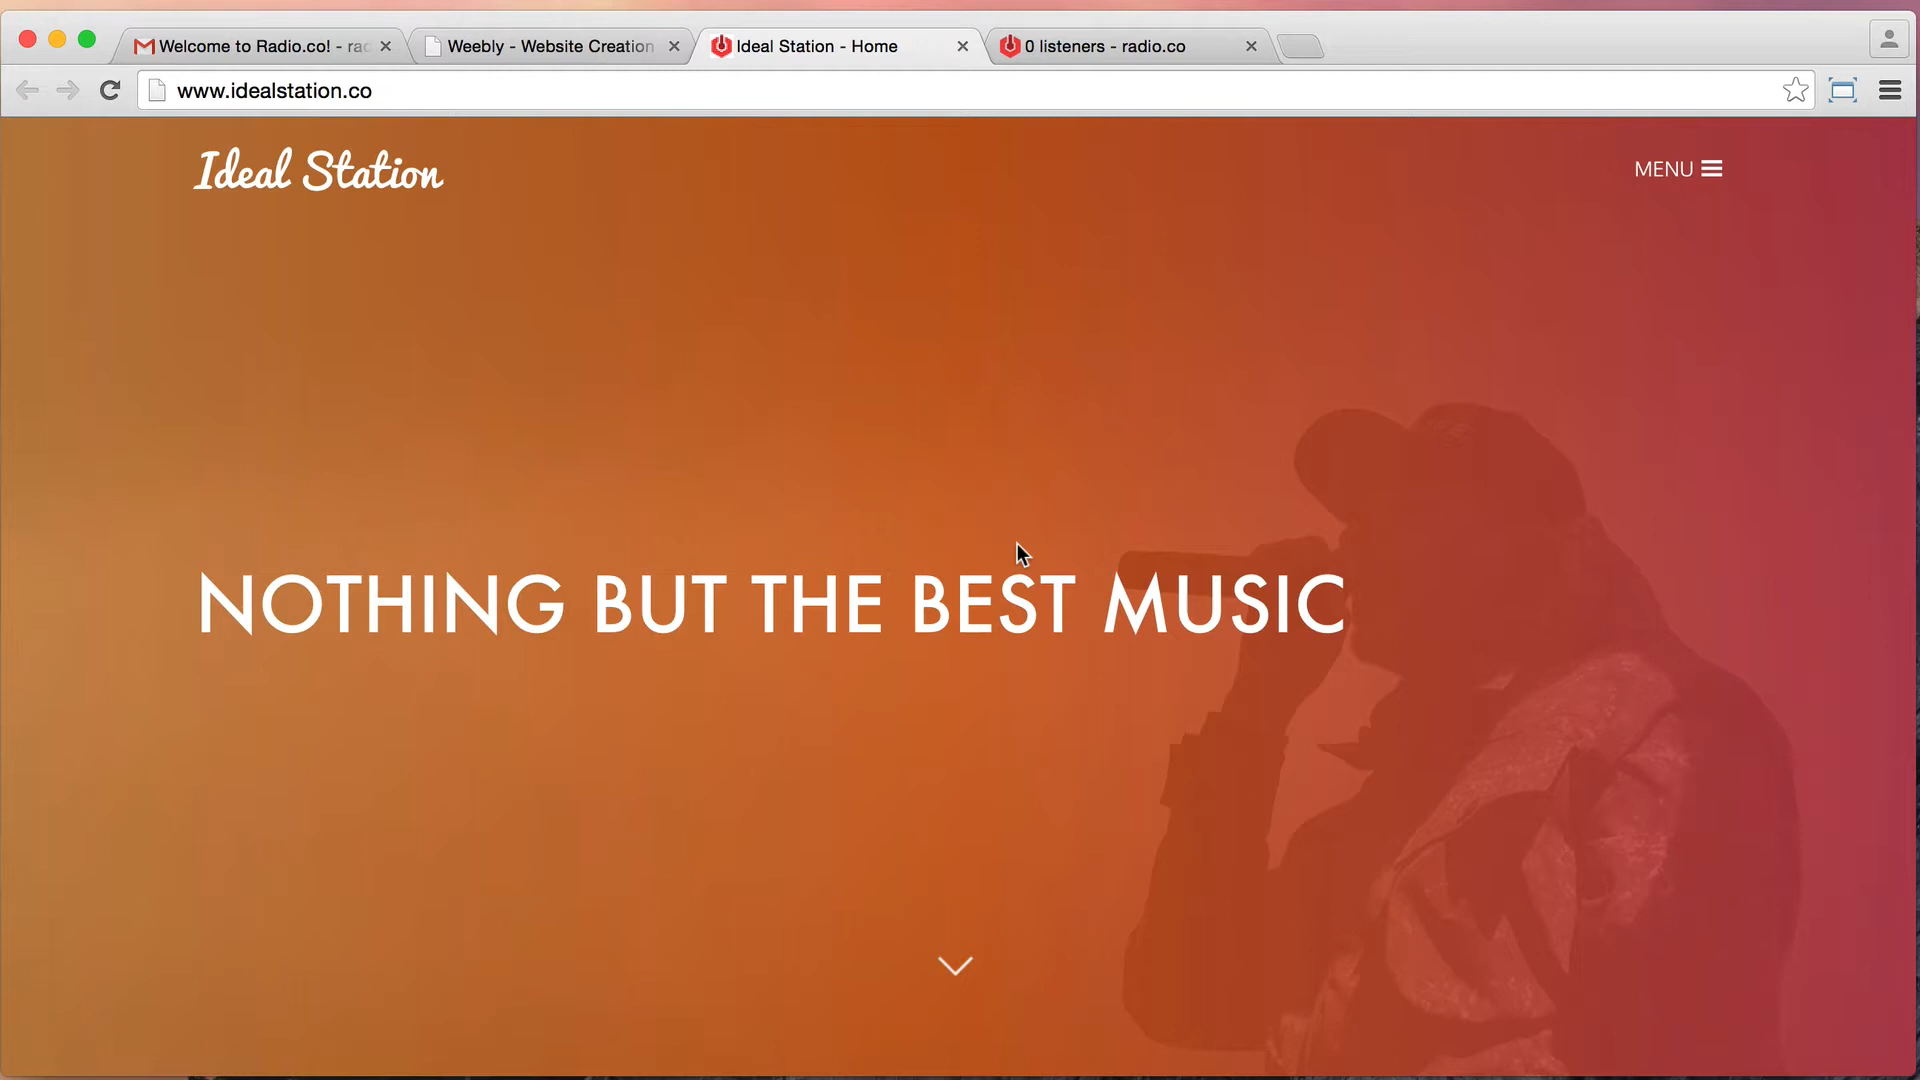 Welcome to Radio.co! - rad
Weebly - Website Creation
Ideal Station - Home
0 listeners - radio.co
www.idealstation.co
Ideal Station
MENU
NOTHING BUT THE BEST MUSIC